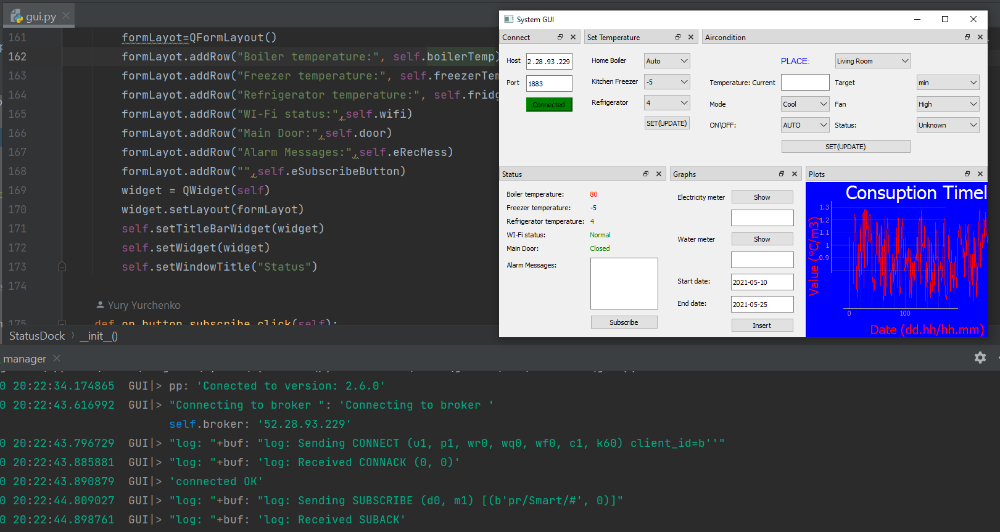 gui.py
161 formLayot=QFormLayout()
162 formLayot.addRow("Boiler temperature:", self.boilerTemp)
163 formLayot.addRow("Freezer temperature:", self.freezerTem
164 formLayot.addRow("Refrigerator temperature:", self.fridg
165 formLayot.addRow("WI-Fi status:",self.wifi)
166 formLayot.addRow("Main Door:",self.door)
167 formLayot.addRow("Alarm Messages:",self.eRecMess)
168 formLayot.addRow("",self.eSubscribeButton)
169 widget = QWidget(self)
170 widget.setLayout(formLayot)
171 self.setTitleBarWidget(widget)
172 self.setWidget(widget)
173 self.setWindowTitle("Status")
174
Yury Yurchenko
175 def on_button_subscribe_click(self):
StatusDock › __init__()
System GUI
Connect
Host 2.28.93.229
Port 1883
Connected
Set Temperature
Home Boiler Auto
Kitchen Freezer -5
Refrigerator 4
SET(UPDATE)
Aircondition
PLACE: Living Room
Temperature: Current Target min
Mode Cool Fan High
ON\OFF: AUTO Status: Unknown
SET(UPDATE)
Status
Boiler temperature: 80
Freezer temperature: -5
Refrigerator temperature: 4
WI-Fi status: Normal
Main Door: Closed
Alarm Messages:
Subscribe
Graphs
Electricity meter Show
Water meter Show
Start date: 2021-05-10
End date: 2021-05-25
Insert
Plots
Consuption Timel
Value (°C/m3)
1.3
1.2
1.1
1
0.9
0 100
Date (dd.hh/hh.mm)
manager
0 20:22:34.174865 GUI|> pp: 'Conected to version: 2.6.0'
0 20:22:43.616992 GUI|> "Connecting to broker ": 'Connecting to broker '
self.broker: '52.28.93.229'
0 20:22:43.796729 GUI|> "log: "+buf: "log: Sending CONNECT (u1, p1, wr0, wq0, wf0, c1, k60) client_id=b''"
0 20:22:43.885881 GUI|> "log: "+buf: 'log: Received CONNACK (0, 0)'
0 20:22:43.890879 GUI|> 'connected OK'
0 20:22:44.809027 GUI|> "log: "+buf: "log: Sending SUBSCRIBE (d0, m1) [(b'pr/Smart/#', 0)]"
0 20:22:44.898761 GUI|> "log: "+buf: 'log: Received SUBACK'